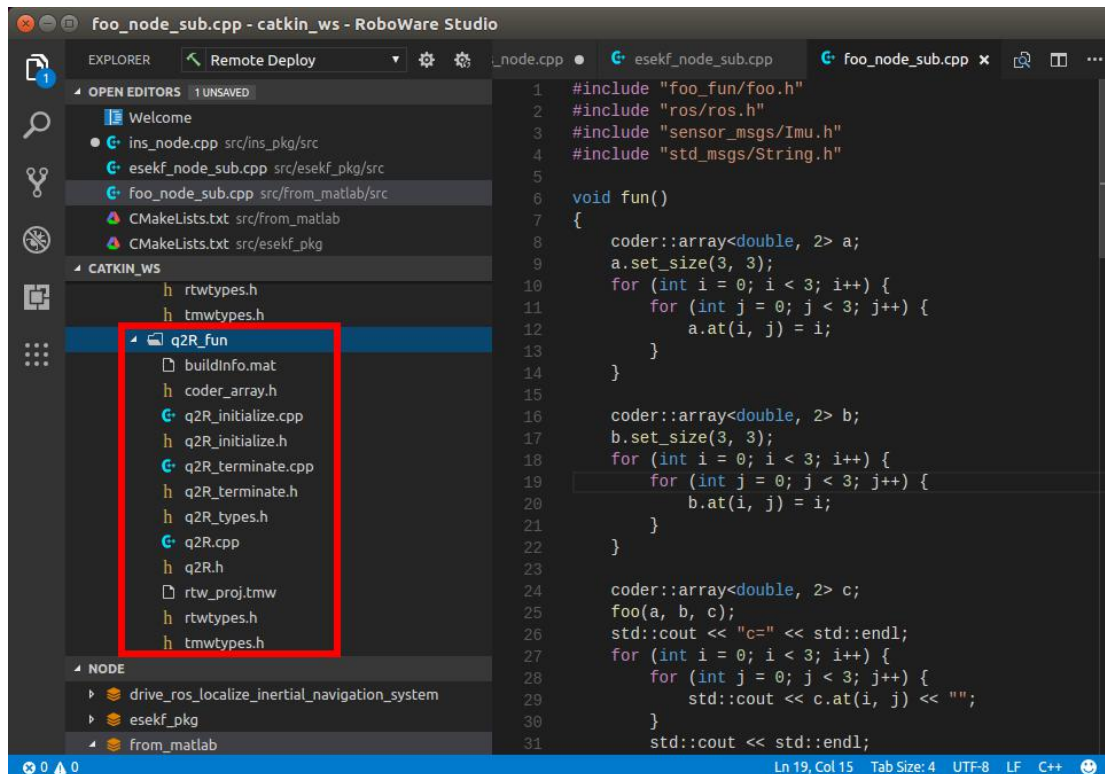 foo_node_sub.cpp - catkin_ws - RoboWare Studio
EXPLORER
Remote Deploy
_node.cpp
esekf_node_sub.cpp
foo_node_sub.cpp
1
OPEN EDITORS 1 UNSAVED
Welcome
ins_node.cpp src/ins_pkg/src
esekf_node_sub.cpp src/esekf_pkg/src
foo_node_sub.cpp src/from_matlab/src
CMakeLists.txt src/from_matlab
CMakeLists.txt src/esekf_pkg
CATKIN_WS
h rtwtypes.h
h tmwtypes.h
q2R_fun
buildInfo.mat
h coder_array.h
q2R_initialize.cpp
h q2R_initialize.h
q2R_terminate.cpp
h q2R_terminate.h
h q2R_types.h
q2R.cpp
h q2R.h
rtw_proj.tmw
h rtwtypes.h
h tmwtypes.h
NODE
drive_ros_localize_inertial_navigation_system
esekf_pkg
from_matlab
1 #include "foo_fun/foo.h"
2 #include "ros/ros.h"
3 #include "sensor_msgs/Imu.h"
4 #include "std_msgs/String.h"
5
6 void fun()
7 {
8 coder::array<double, 2> a;
9 a.set_size(3, 3);
10 for (int i = 0; i < 3; i++) {
11 for (int j = 0; j < 3; j++) {
12 a.at(i, j) = i;
13 }
14 }
15
16 coder::array<double, 2> b;
17 b.set_size(3, 3);
18 for (int i = 0; i < 3; i++) {
19 for (int j = 0; j < 3; j++) {
20 b.at(i, j) = i;
21 }
22 }
23
24 coder::array<double, 2> c;
25 foo(a, b, c);
26 std::cout << "c=" << std::endl;
27 for (int i = 0; i < 3; i++) {
28 for (int j = 0; j < 3; j++) {
29 std::cout << c.at(i, j) << "";
30 }
31 std::cout << std::endl;
0 0
Ln 19, Col 15 Tab Size: 4 UTF-8 LF C++